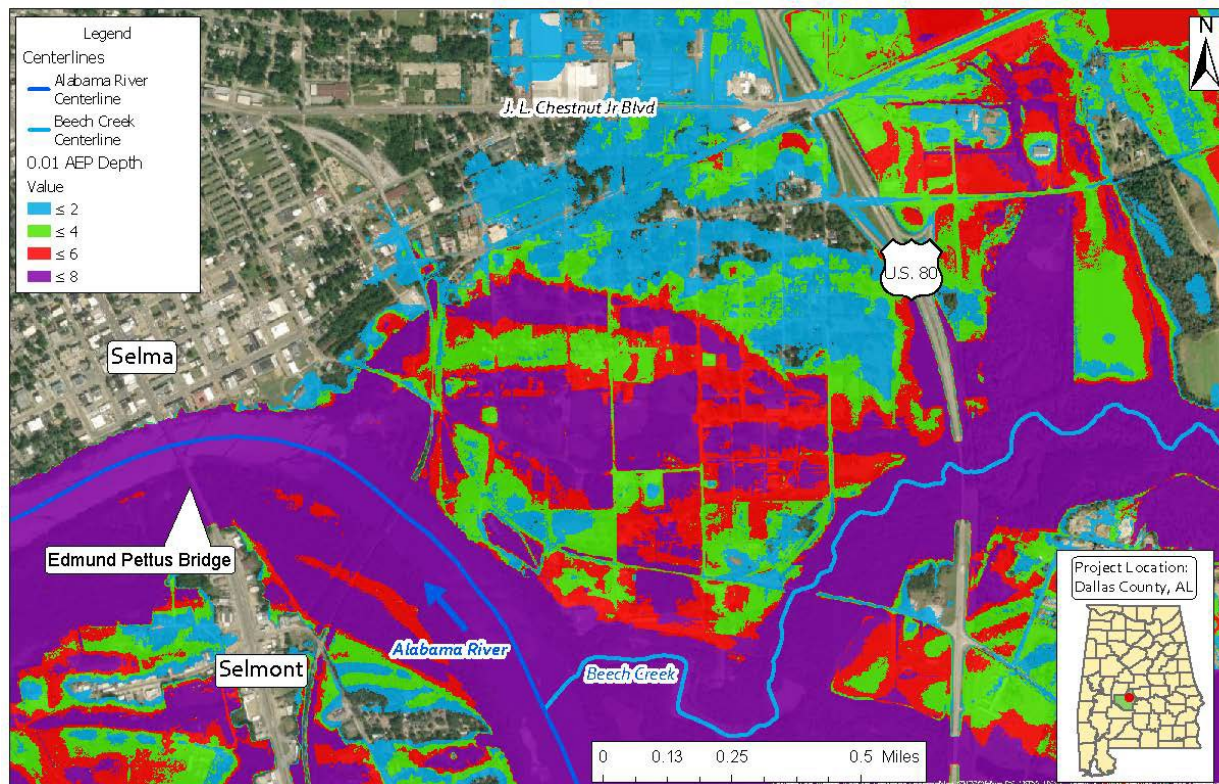 Legend
Centerlines
Alabama River
Centerline
Beech Creek
Centerline
0.01 AEP Depth
Value
≤ 2
≤ 4
≤ 6
≤ 8
J. L. Chestnut Jr Blvd
N
U.S. 80
Selma
Edmund Pettus Bridge
Selmont
Alabama River
Beech Creek
Project Location:
Dallas County, AL
0 0.13 0.25 0.5 Miles